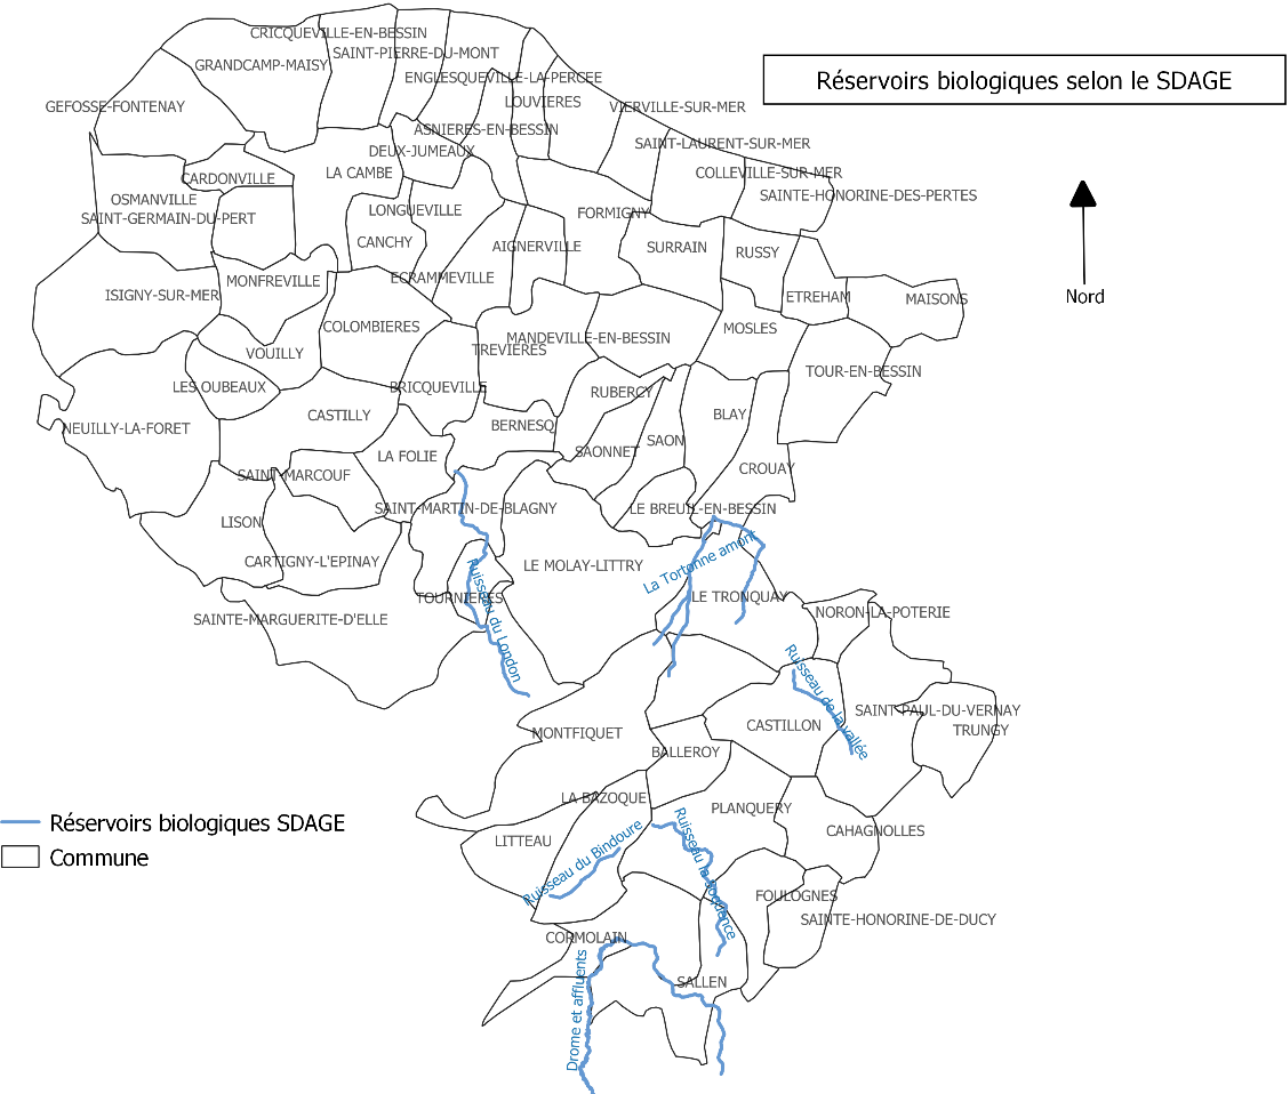 CRICQUEVILLE-EN-BESSIN
SAINT-PIERRE-DU-MONT
GRANDCAMP-MAISY
ENGLESQUEVILLE-LA-PERCEE
Réservoirs biologiques selon le SDAGE
LOUVIERES
GEFOSSE-FONTENAY
VIERVILLE-SUR-MER
ASNIERES-EN-BESSIN
SAINT-LAURENT-SUR-MER
DEUX-JUMEAUX
LA CAMBE
COLLEVILLE-SUR-MER
CARDONVILLE
SAINTE-HONORINE-DES-PERTES
OSMANVILLE
LONGUEVILLE
FORMIGNY
SAINT-GERMAIN-DU-PERT
CANCHY
AIGNERVILLE
SURRAIN
RUSSY
ECRAMMEVILLE
MONFREVILLE
ISIGNY-SUR-MER
ETREHAM
MAISONS
Nord
COLOMBIERES
MOSLES
MANDEVILLE-EN-BESSIN
TREVIERES
VOUILLY
TOUR-EN-BESSIN
LES OUBEAUX
BRICQUEVILLE
RUBERCY
CASTILLY
BLAY
NEUILLY-LA-FORET
BERNESQ
SAON
SAONNET
LA FOLIE
CROUAY
SAINT-MARCOUF
SAINT-MARTIN-DE-BLAGNY
LE BREUIL-EN-BESSIN
LISON
CARTIGNY-L'EPINAY
LE MOLAY-LITTRY
La Tortonne amont
TOURNIERES
LE TRONQUAY
NORON-LA-POTERIE
SAINTE-MARGUERITE-D'ELLE
Ruisseau du London
Ruisseau de la vallée
SAINT-PAUL-DU-VERNAY
CASTILLON
TRUNGY
MONTFIQUET
BALLEROY
LA BAZOQUE
PLANQUERY
Réservoirs biologiques SDAGE
CAHAGNOLLES
LITTEAU
Commune
Ruisseau du Bindoure
Ruisseau la
FOULOGNES
SAINTE-HONORINE-DE-DUCY
CORMOLAIN
SALLEN
Drome et affluents